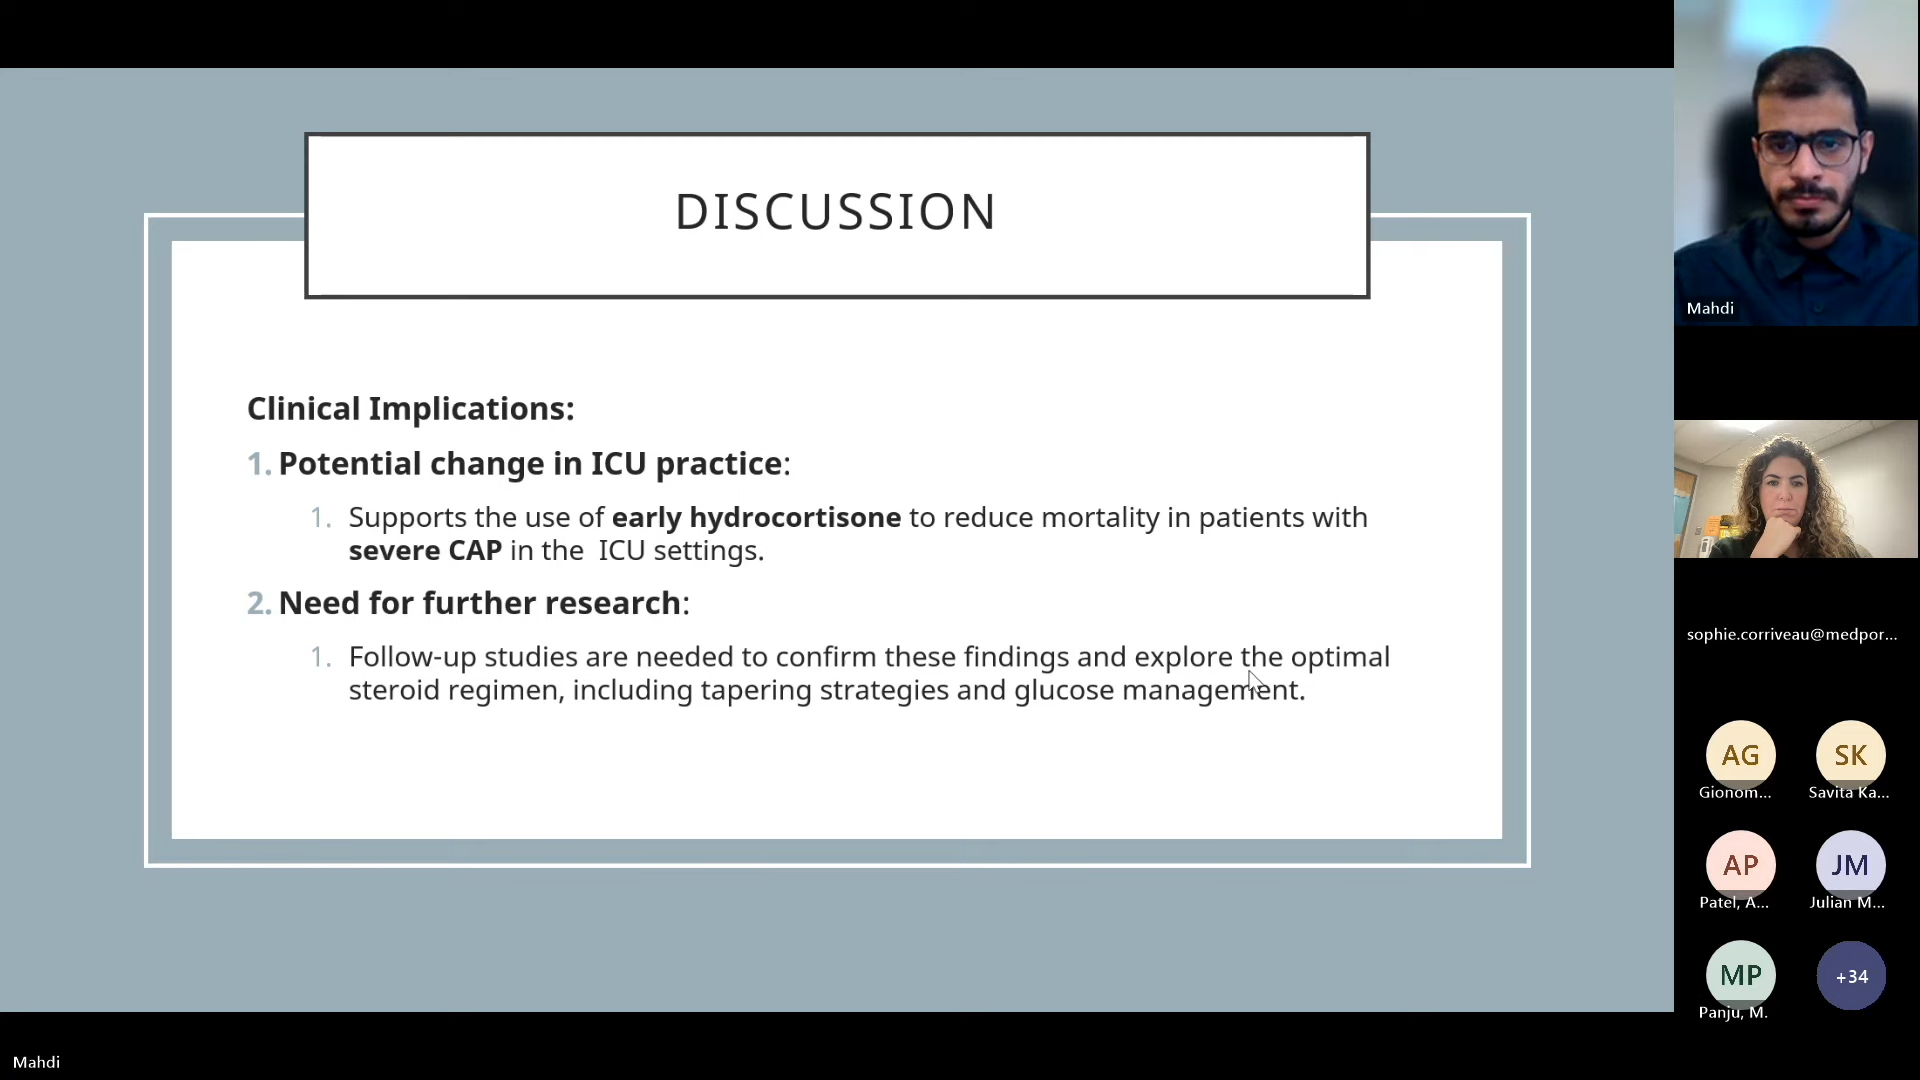 DISCUSSION
Clinical Implications:
1. Potential change in ICU practice:
1. Supports the use of early hydrocortisone to reduce mortality in patients with
severe CAP in the  ICU settings.
2. Need for further research:
1. Follow-up studies are needed to confirm these findings and explore the optimal
steroid regimen, including tapering strategies and glucose management.
Mahdi
sophie.corriveau@medpor...
AG
SK
Gionom...
Savita Ka...
AP
JM
Patel, A...
Julian M...
MP
+34
Panju, M.
Mahdi